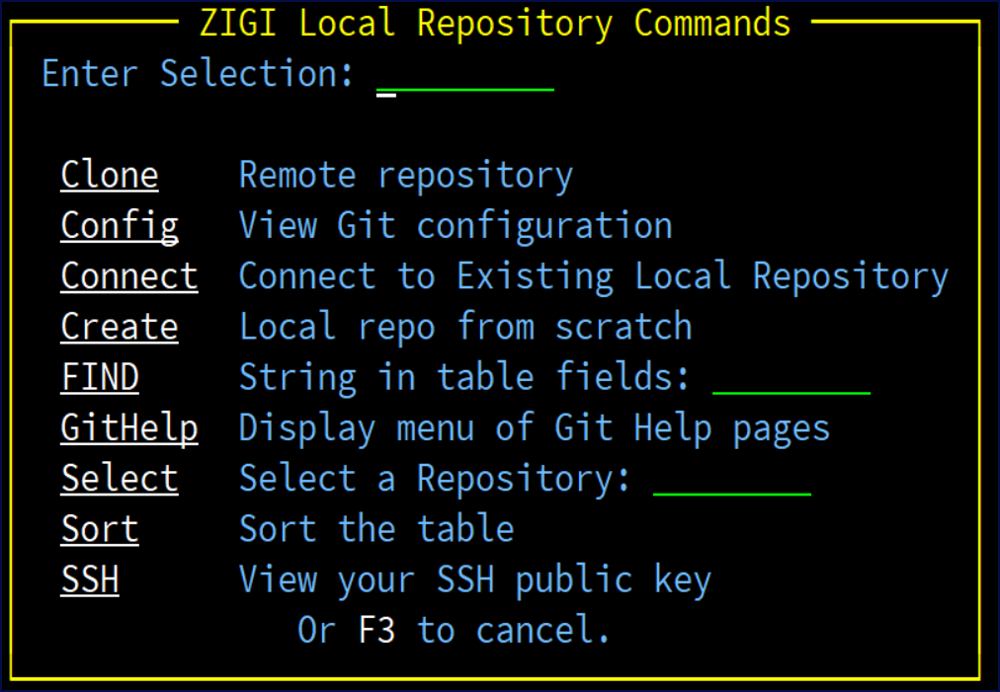 ZIGI Local Repository Commands
Enter Selection:
Clone Remote repository
Config View Git configuration
Connect Connect to Existing Local Repository
Create Local repo from scratch
FIND String in table fields:
GitHelp Display menu of Git Help pages
Select Select a Repository:
Sort Sort the table
SSH View your SSH public key
Or F3 to cancel.